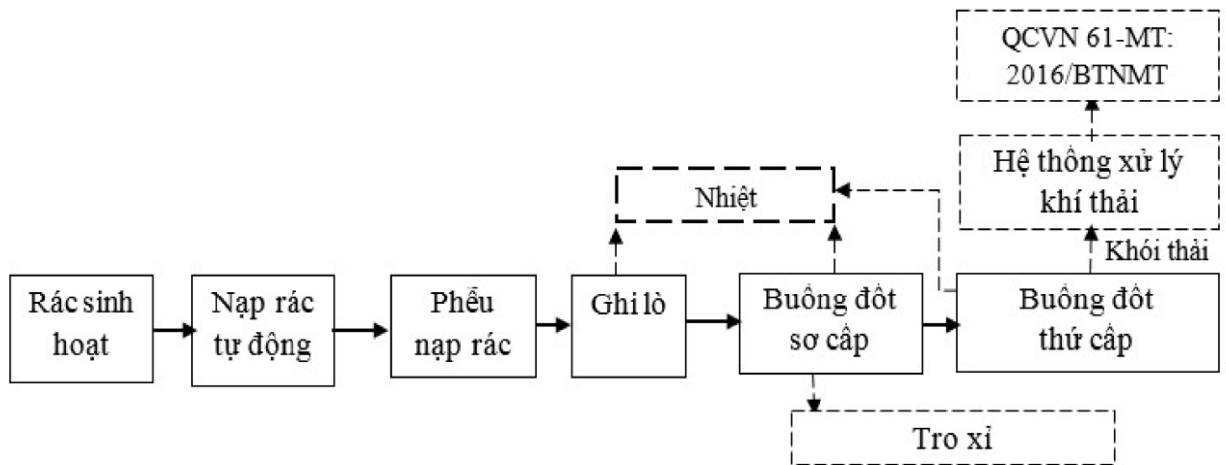 QCVN 61-MT:
2016/BTNMT
Hệ thống xử lý
khí thải
Nhiệt
Khói thải
Rác sinh
hoạt
Nạp rác
tự động
Phễu
nạp rác
Ghi lò
Buồng đốt
sơ cấp
Buồng đốt
thứ cấp
Tro xỉ